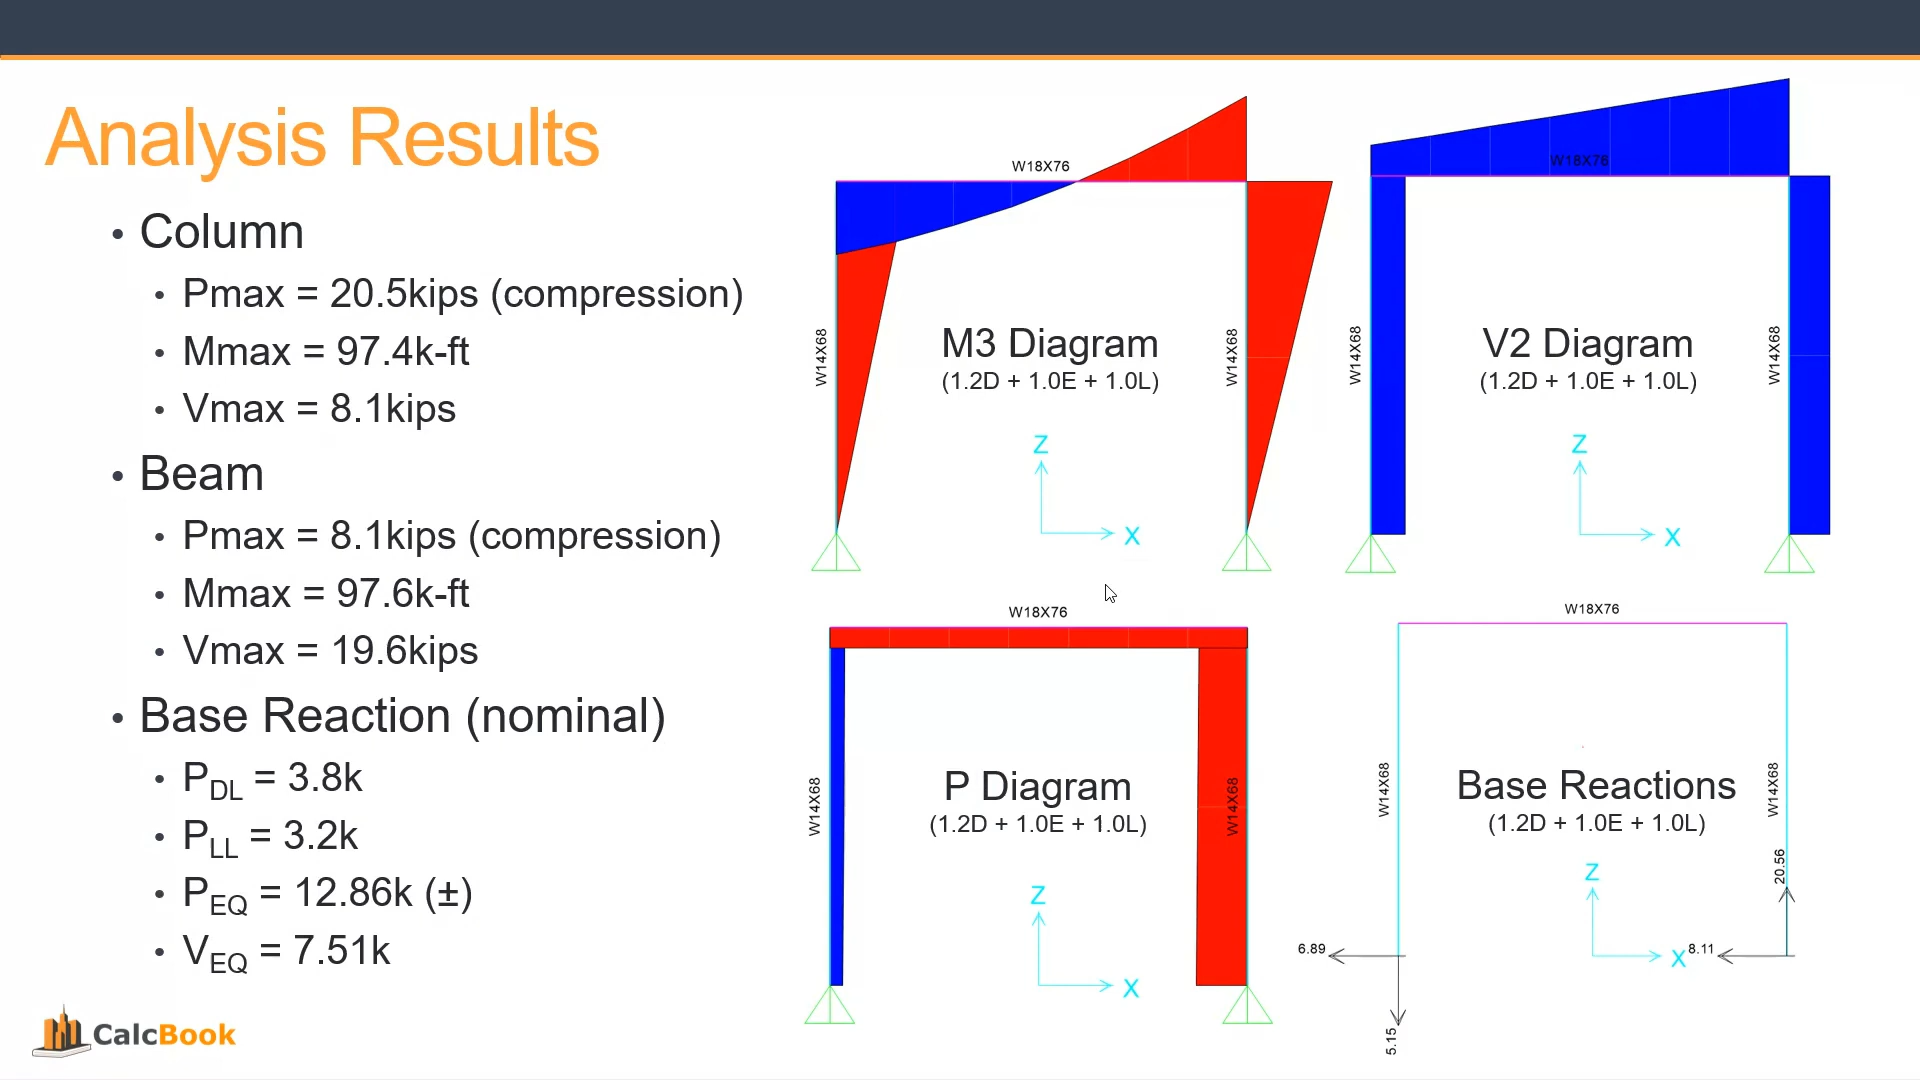 Analysis Results
• Column
• Pmax = 20.5kips (compression)
• Mmax = 97.4k-ft
• Vmax = 8.1kips
• Beam
• Pmax = 8.1kips (compression)
• Mmax = 97.6k-ft
• Vmax = 19.6kips
• Base Reaction (nominal)
• PDL = 3.8k
• PLL = 3.2k
• PEQ = 12.86k (±)
• VEQ = 7.51k
CalcBook
W18X76
W14X68
W14X68
M3 Diagram
(1.2D + 1.0E + 1.0L)
Z
X
W18X76
W14X68
W14X68
V2 Diagram
(1.2D + 1.0E + 1.0L)
Z
X
W18X76
W14X68
W14X68
P Diagram
(1.2D + 1.0E + 1.0L)
Z
X
W18X76
W14X68
W14X68
Base Reactions
(1.2D + 1.0E + 1.0L)
Z
X
20.56
6.89
8.11
5.15